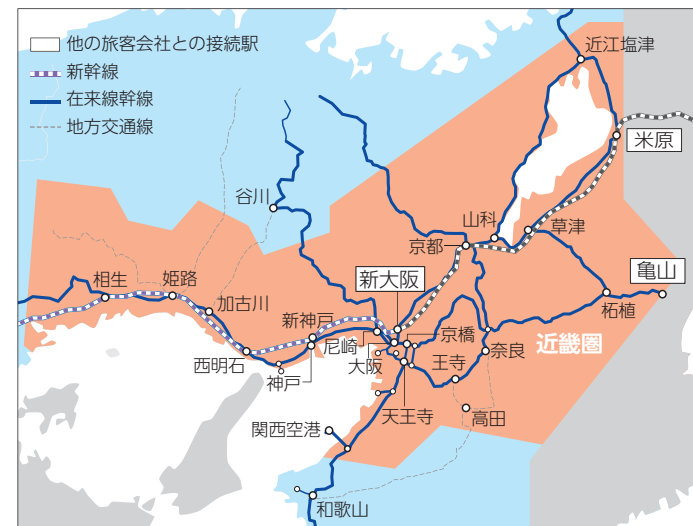 他の旅客会社との接続駅
新幹線
在来線幹線
地方交通線
近江塩津
米原
谷川
山科
草津
京都
亀山
新大阪
相生
姫路
加古川
新神戸
京橋
柘植
尼崎
近畿圏
西明石
神戸
大阪
王寺
奈良
天王寺
高田
関西空港
和歌山